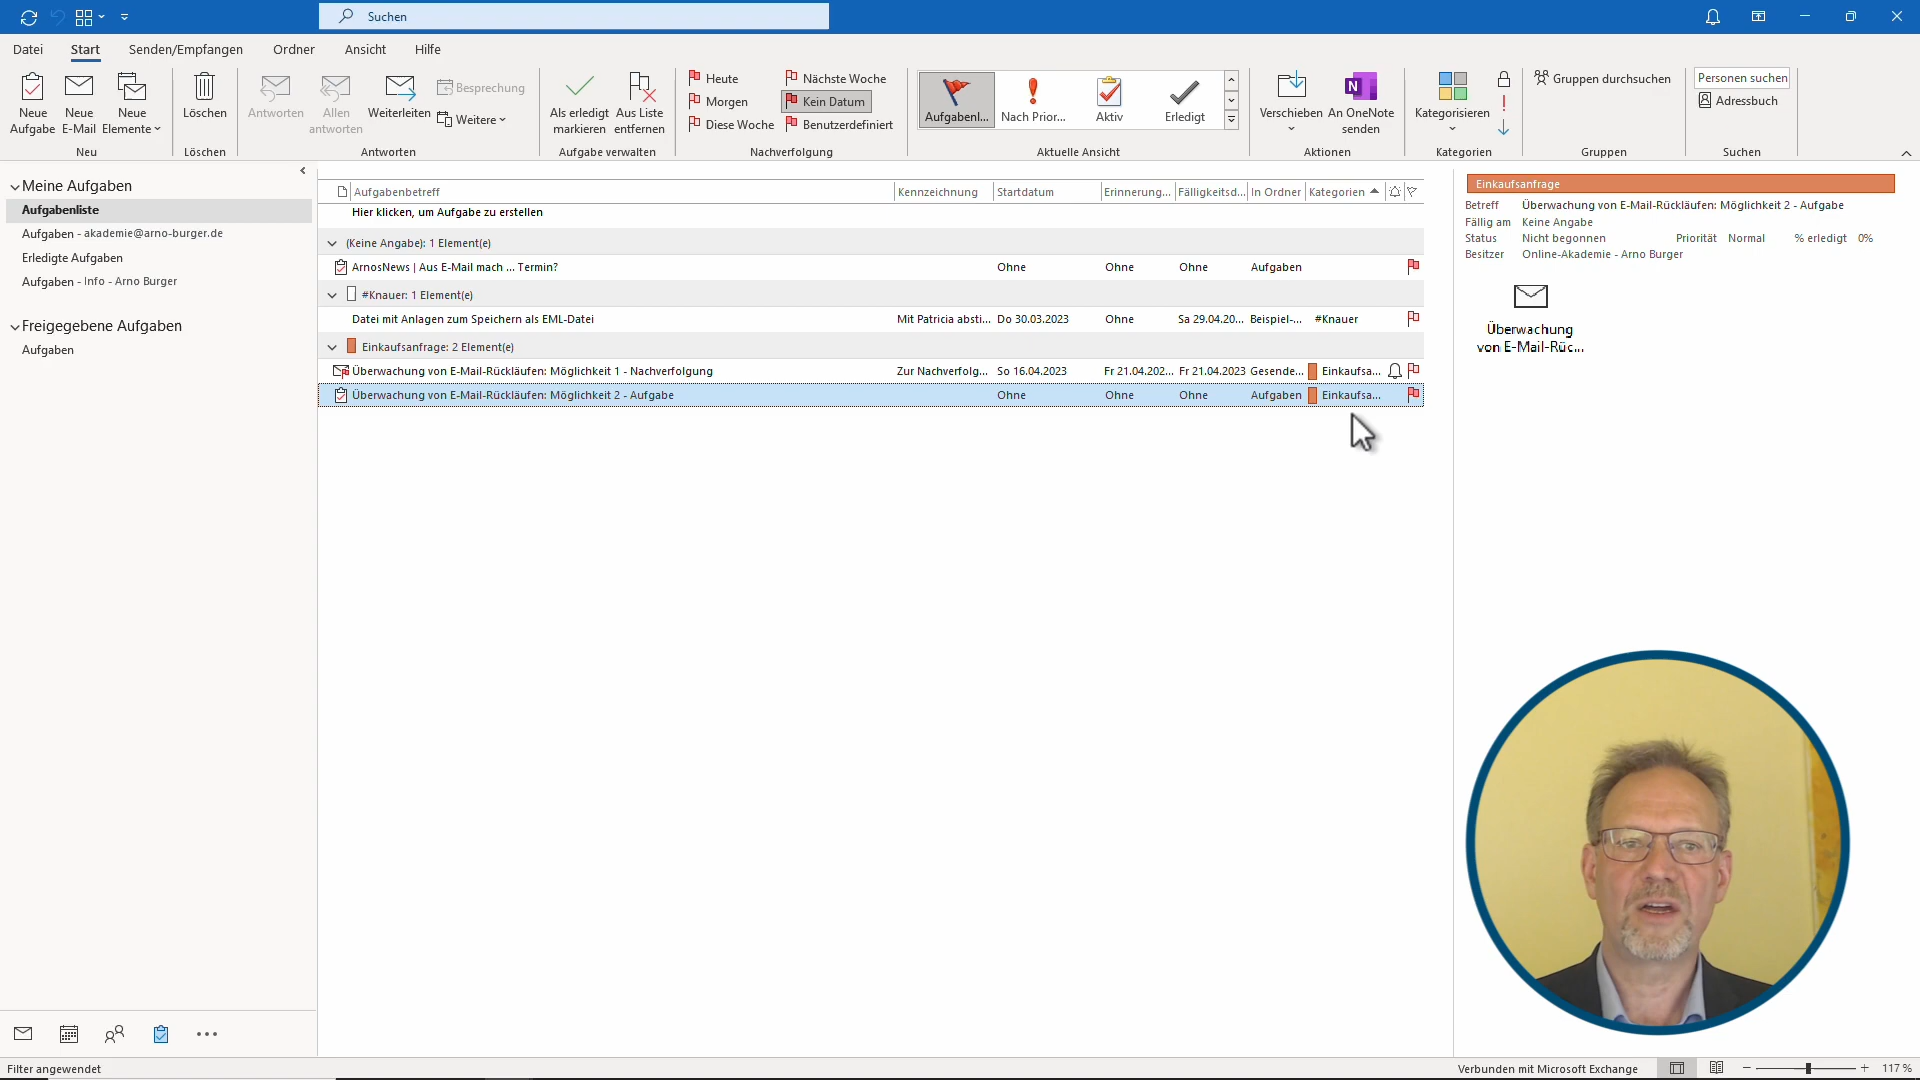 Suchen
Datei Start Senden/Empfangen Ordner Ansicht Hilfe
Neue Aufgabe
Neue E-Mail
Neue Elemente
Neu
Löschen
Löschen
Antworten
Allen antworten
Weiterleiten
Besprechung
Weitere
Antworten
Als erledigt markieren
Aus Liste entfernen
Aufgabe verwalten
Heute
Morgen
Diese Woche
Nächste Woche
Kein Datum
Benutzerdefiniert
Nachverfolgung
Aufgabenl...
Nach Prior...
Aktiv
Erledigt
Aktuelle Ansicht
Verschieben
An OneNote senden
Aktionen
Kategorisieren
Kategorien
Gruppen durchsuchen
Gruppen
Personen suchen
Adressbuch
Suchen
Meine Aufgaben
Aufgabenliste
Aufgaben - akademie@arno-burger.de
Erledigte Aufgaben
Aufgaben - Info - Arno Burger
Freigegebene Aufgaben
Aufgaben
Aufgabenbetreff Kennzeichnung Startdatum Erinnerung... Fälligkeitsd... In Ordner Kategorien
Hier klicken, um Aufgabe zu erstellen
(Keine Angabe): 1 Element(e)
ArnosNews | Aus E-Mail mach ... Termin? Ohne Ohne Ohne Aufgaben
#Knauer: 1 Element(e)
Datei mit Anlagen zum Speichern als EML-Datei Mit Patricia absti... Do 30.03.2023 Ohne Sa 29.04.20... Beispiel-... #Knauer
Einkaufsanfrage: 2 Element(e)
Überwachung von E-Mail-Rückläufen: Möglichkeit 1 - Nachverfolgung Zur Nachverfolg... So 16.04.2023 Fr 21.04.202... Fr 21.04.2023 Gesende... Einkaufsa...
Überwachung von E-Mail-Rückläufen: Möglichkeit 2 - Aufgabe Ohne Ohne Ohne Aufgaben Einkaufsa...
Einkaufsanfrage
Betreff Überwachung von E-Mail-Rückläufen: Möglichkeit 2 - Aufgabe
Fällig am Keine Angabe
Status Nicht begonnen Priorität Normal % erledigt 0%
Besitzer Online-Akademie - Arno Burger
Überwachung
von E-Mail-Rüc...
Filter angewendet
Verbunden mit Microsoft Exchange
117 %